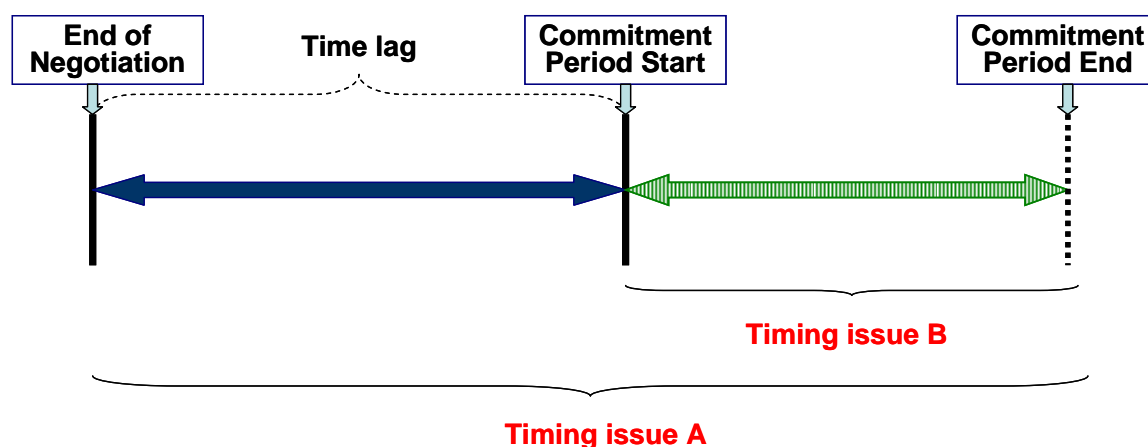 End of
Negotiation
Time lag
Commitment
Period Start
Commitment
Period End
Timing issue B
Timing issue A